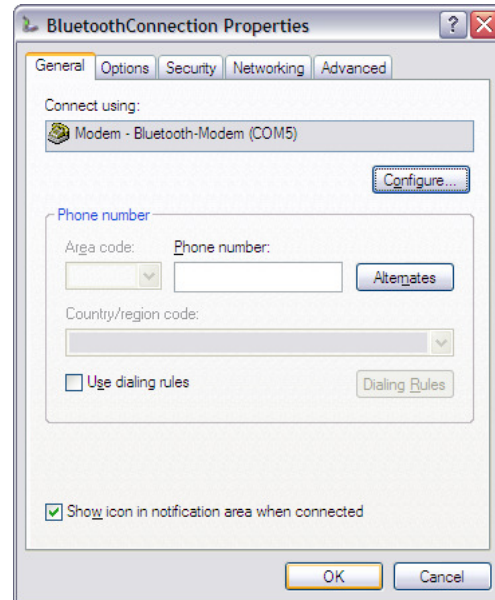 BluetoothConnection Properties
General Options Security Networking Advanced
Connect using:
Modem - Bluetooth-Modem (COM5)
Configure...
Phone number
Area code: Phone number:
Alternates
Country/region code:
Use dialing rules Dialing Rules
Show icon in notification area when connected
OK Cancel